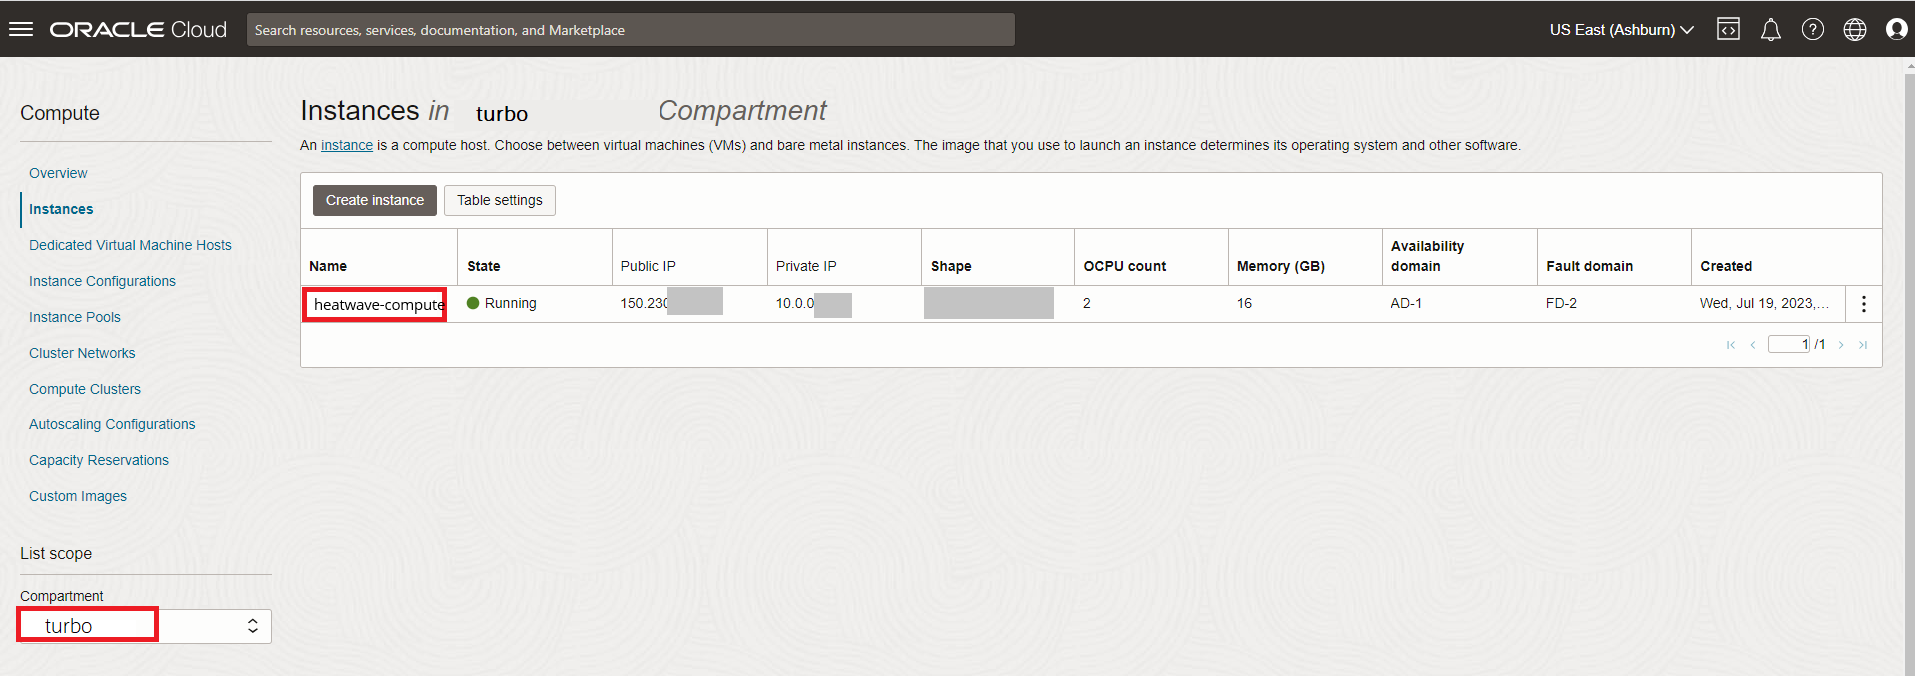 ORACLE Cloud
Search resources, services, documentation, and Marketplace
US East (Ashburn)
Compute
Overview
Instances
Dedicated Virtual Machine Hosts
Instance Configurations
Instance Pools
Cluster Networks
Compute Clusters
Autoscaling Configurations
Capacity Reservations
Custom Images
List scope
Compartment
turbo
Instances in turbo Compartment
An instance is a compute host. Choose between virtual machines (VMs) and bare metal instances. The image that you use to launch an instance determines its operating system and other software.
Create instance Table settings
Name State Public IP Private IP Shape OCPU count Memory (GB) Availability domain Fault domain Created
heatwave-compute Running 150.230 10.0.0 2 16 AD-1 FD-2 Wed, Jul 19, 2023,...
1 /1